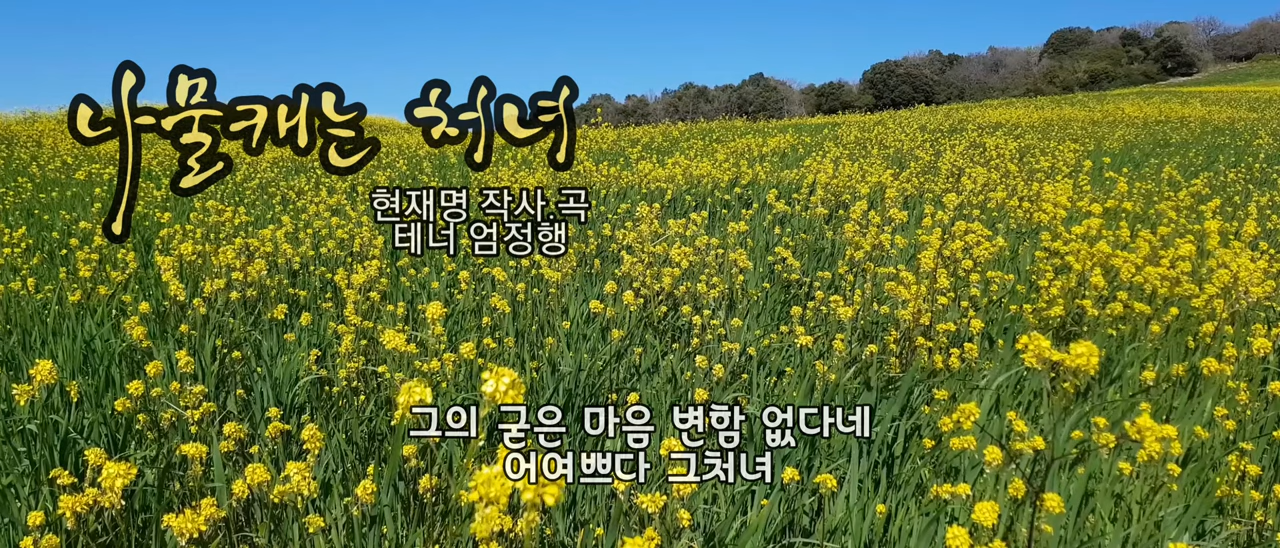 나물캐는 처녀
현재명 작사.곡
테너 엄정행
그의 굳은 마음 변함 없다네
어여쁘다 그처녀